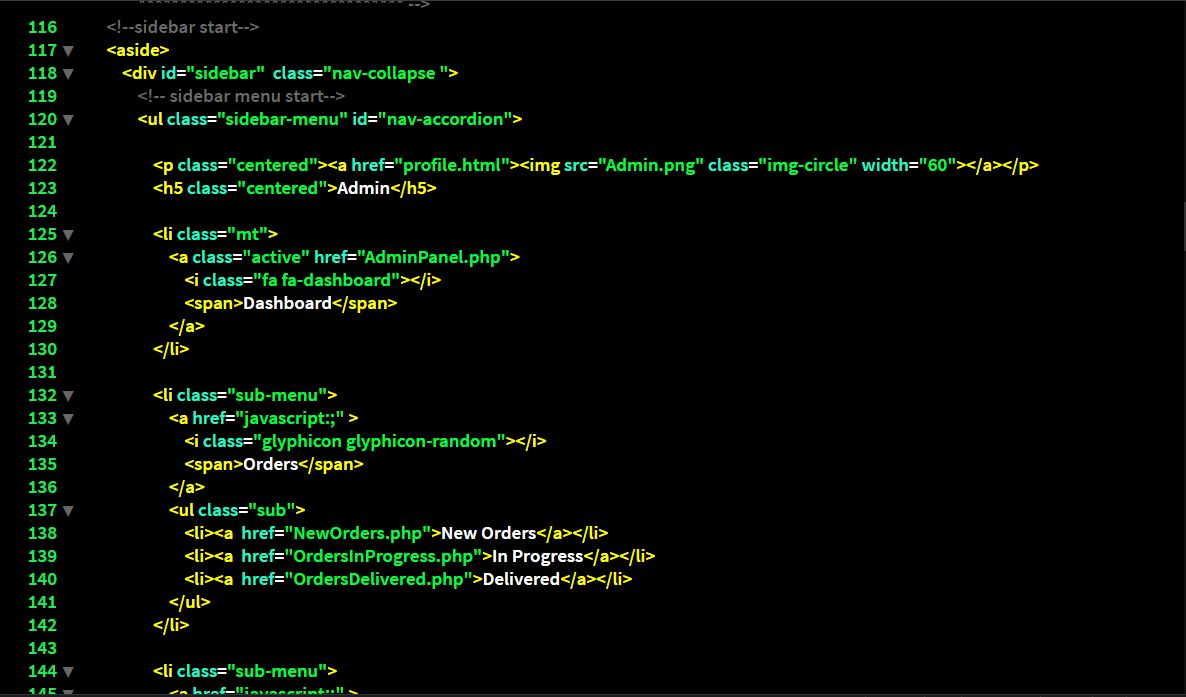 -->
116 <!--sidebar start-->
117 <aside>
118 <div id="sidebar"  class="nav-collapse ">
119 <!-- sidebar menu start-->
120 <ul class="sidebar-menu" id="nav-accordion">
121
122 <p class="centered"><a href="profile.html"><img src="Admin.png" class="img-circle" width="60"></a></p>
123 <h5 class="centered">Admin</h5>
124
125 <li class="mt">
126 <a class="active" href="AdminPanel.php">
127 <i class="fa fa-dashboard"></i>
128 <span>Dashboard</span>
129 </a>
130 </li>
131
132 <li class="sub-menu">
133 <a href="javascript:;" >
134 <i class="glyphicon glyphicon-random"></i>
135 <span>Orders</span>
136 </a>
137 <ul class="sub">
138 <li><a  href="NewOrders.php">New Orders</a></li>
139 <li><a  href="OrdersInProgress.php">In Progress</a></li>
140 <li><a  href="OrdersDelivered.php">Delivered</a></li>
141 </ul>
142 </li>
143
144 <li class="sub-menu">
145 <a href="javascript:;" >